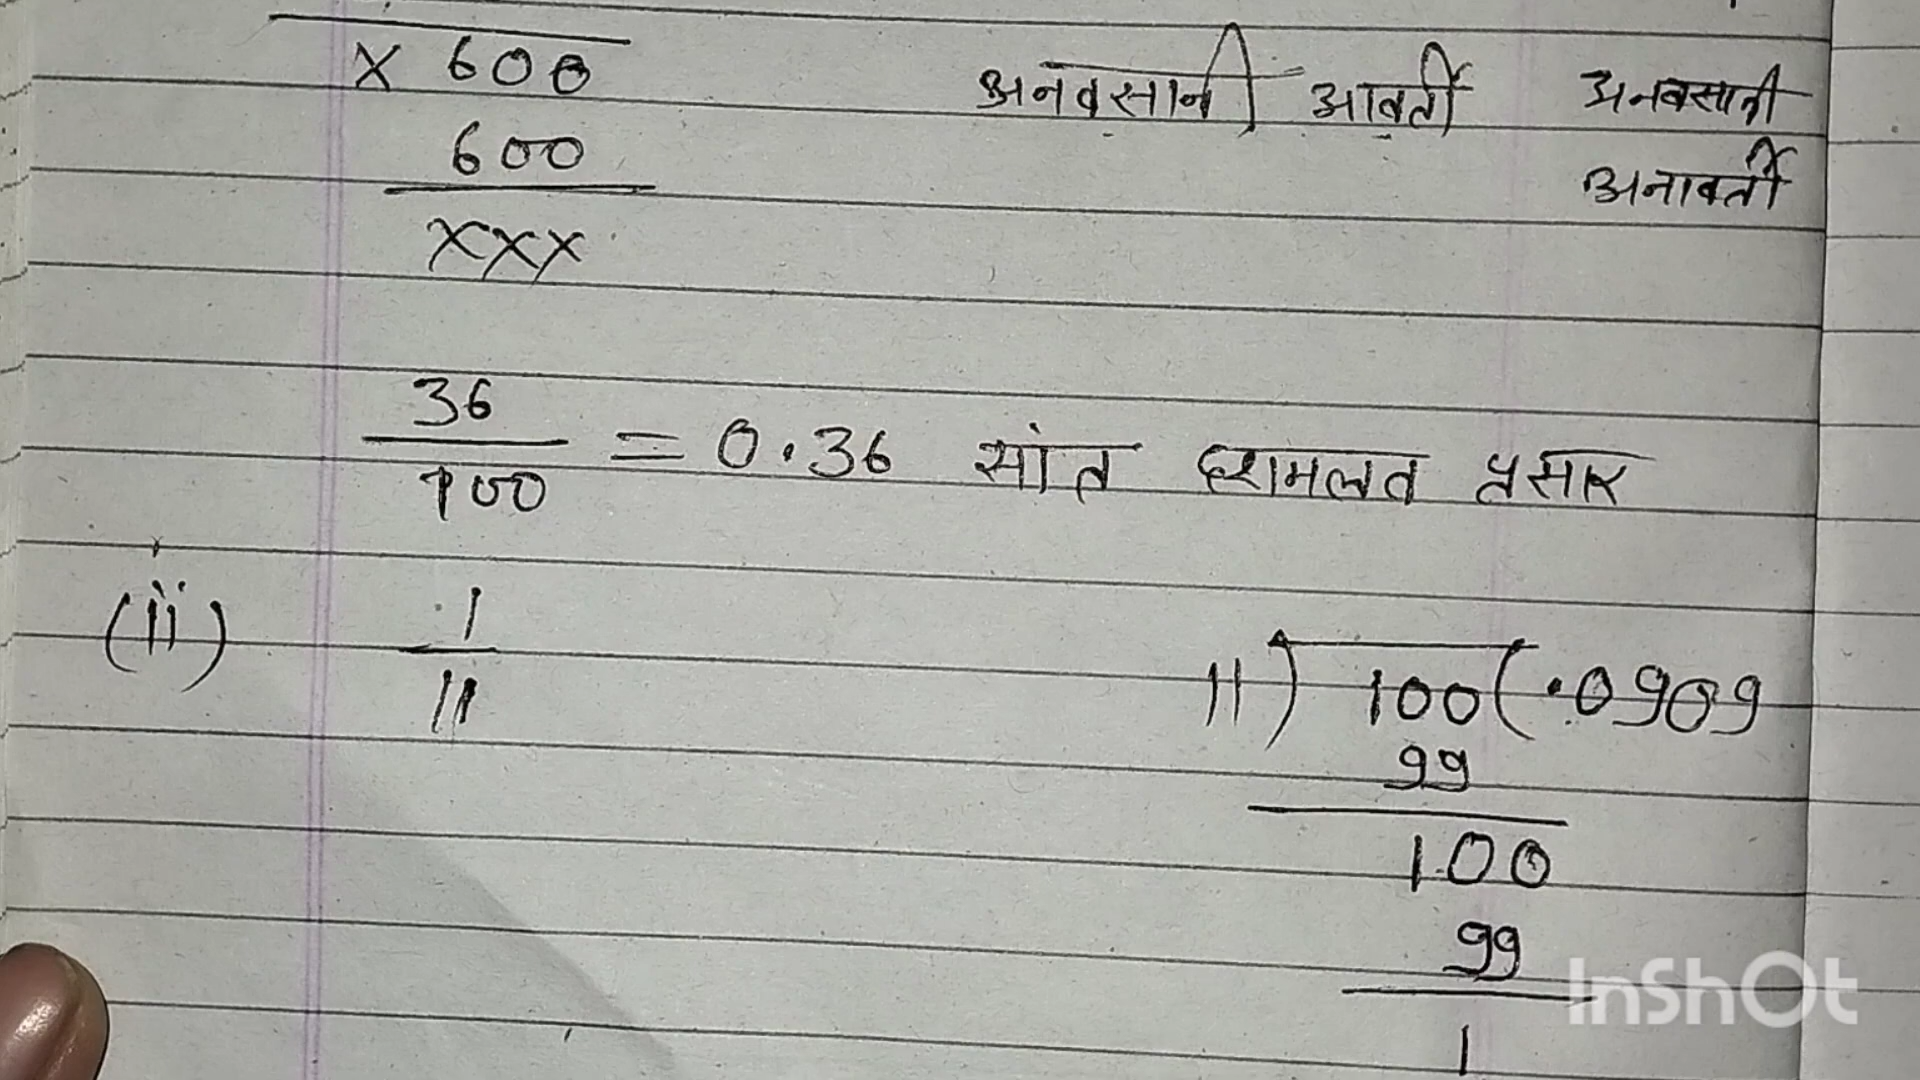 × 600
अनवसानी आवर्ती अनवसानी
600
अनावर्ती
×××
36
100 = 0.36 सांत दशमलव प्रसार
(ii) 1
11
11) 100 ( .0909
99
100
99
1
InShOt